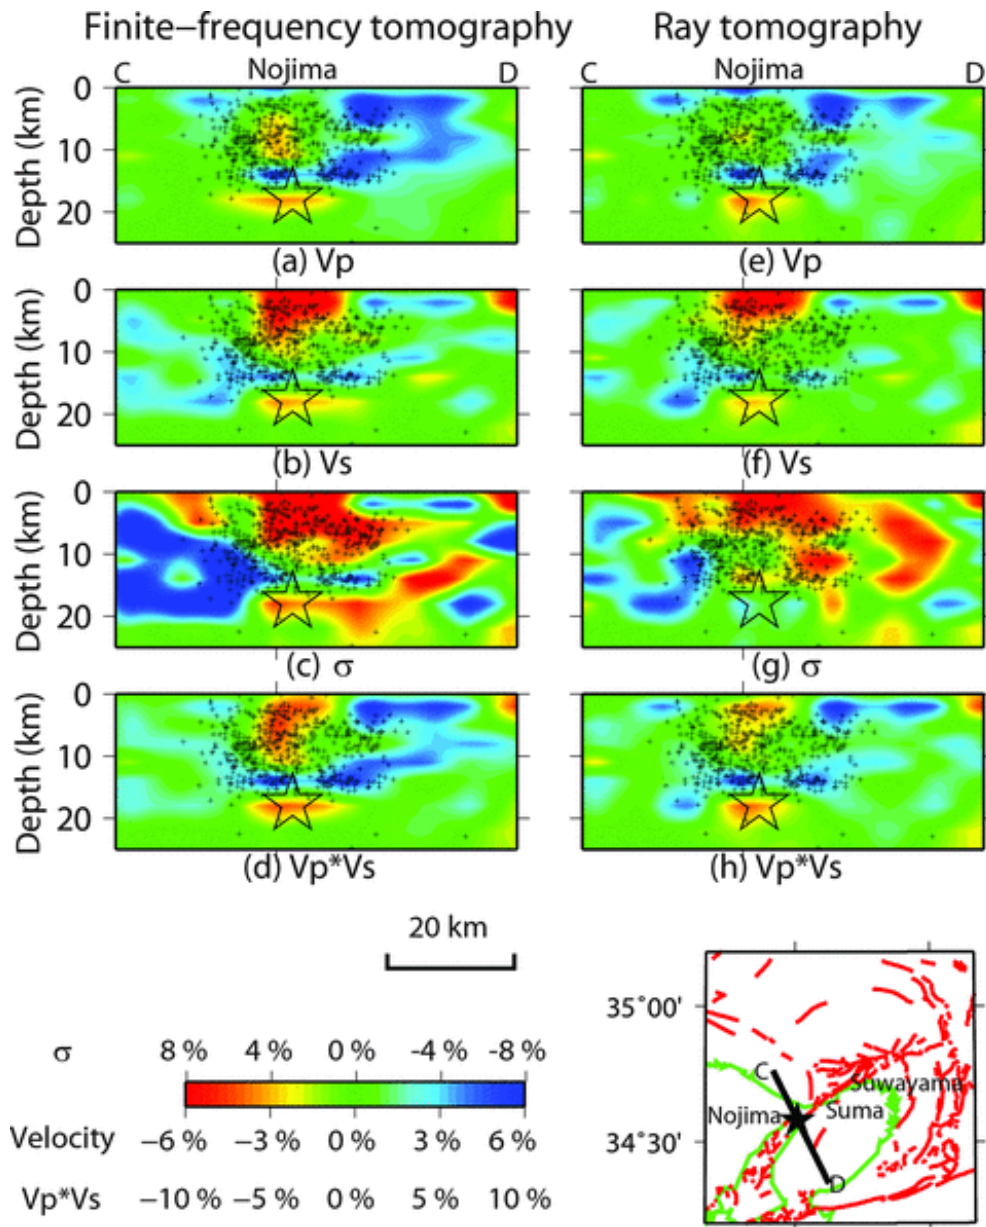 Finite–frequency tomography Ray tomography
C Nojima D C Nojima D
0
10
20
Depth (km)
(a) Vp (e) Vp
0
10
20
Depth (km)
(b) Vs (f) Vs
0
10
20
Depth (km)
(c) σ (g) σ
0
10
20
Depth (km)
(d) Vp*Vs (h) Vp*Vs
20 km
σ 8 % 4 % 0 % -4 % -8 %
Velocity −6 % −3 % 0 % 3 % 6 %
Vp*Vs −10 % −5 % 0 % 5 % 10 %
35°00'
34°30'
C
Suwayama
Nojima Suma
D